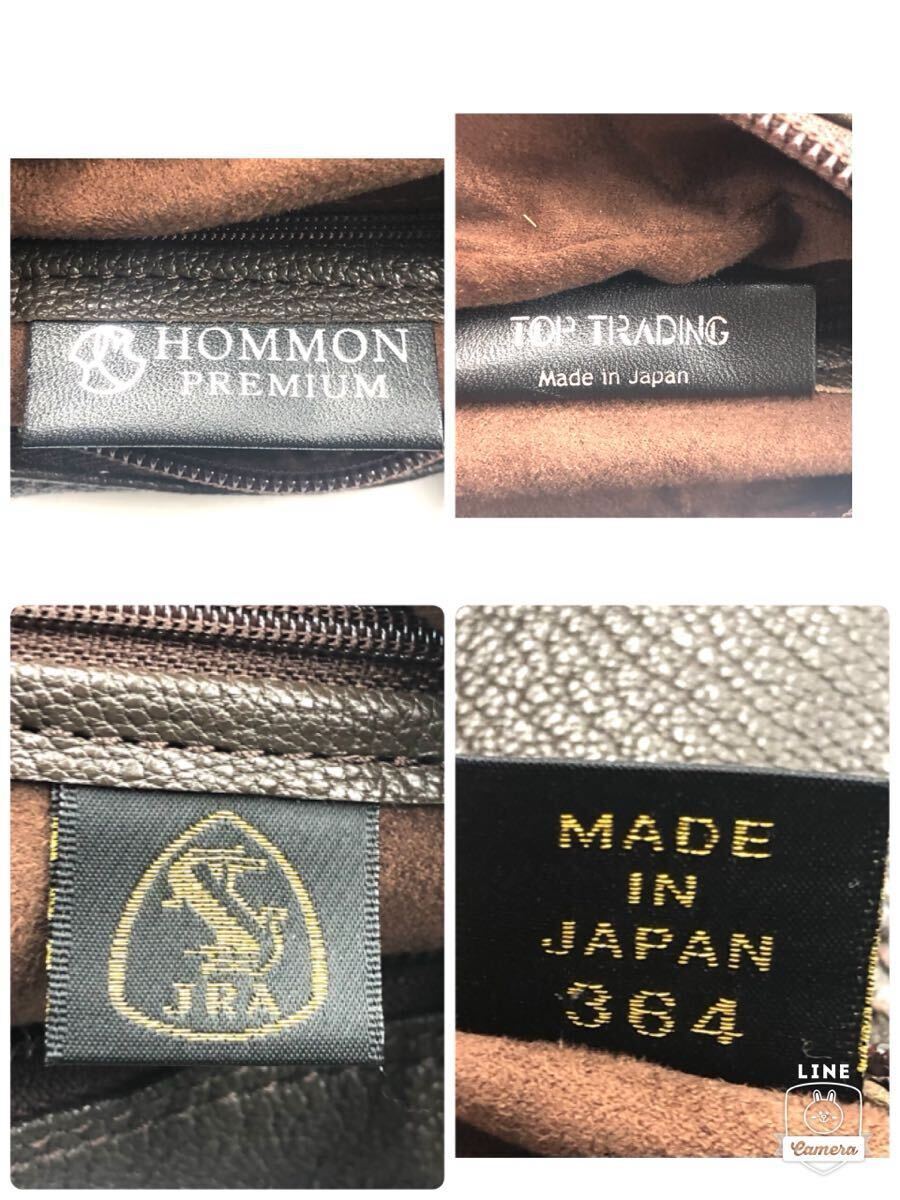 HOMMON
PREMIUM
TOP TRADING
Made in Japan
JRA
MADE
IN
JAPAN
364
LINE
Camera